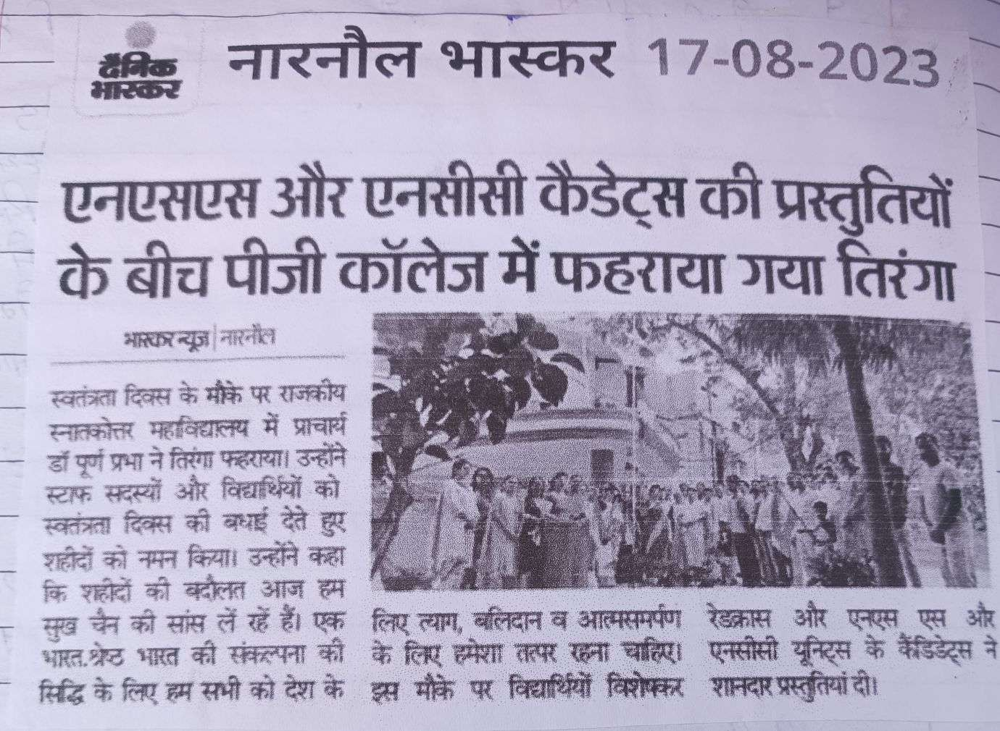 दैनिक
भास्कर
नारनौल भास्कर 17-08-2023
एनएसएस और एनसीसी कैडेट्स की प्रस्तुतियों
के बीच पीजी कॉलेज में फहराया गया तिरंगा
भास्कर न्यूज | नारनौल
स्वतंत्रता दिवस के मौके पर राजकीय
स्नातकोत्तर महाविद्यालय में प्राचार्य
डॉ पूर्ण प्रभा ने तिरंगा फहराया। उन्होंने
स्टाफ सदस्यों और विद्यार्थियों को
स्वतंत्रता दिवस की बधाई देते हुए
शहीदों को नमन किया। उन्होंने कहा
कि शहीदों की बदौलत आज हम
सुख चैन की सांस लें रहें हैं। एक
भारत.श्रेष्ठ भारत की संकल्पना की
सिद्धि के लिए हम सभी को देश के
लिए त्याग, बलिदान व आत्मसमर्पण
के लिए हमेशा तत्पर रहना चाहिए।
इस मौके पर विद्यार्थियों विशेषकर
रेडक्रास और एनएस एस और
एनसीसी यूनिट्स के कैंडिडेट्स ने
शानदार प्रस्तुतियां दी।